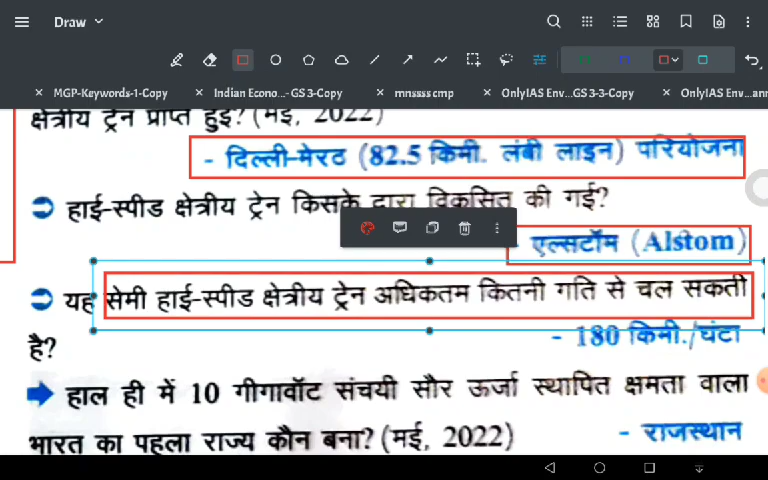 Draw
MGP-Keywords-1-Copy
Indian Econo...- GS 3-Copy
mnssss cmp
OnlyIAS Env...GS 3-3-Copy
OnlyIAS Env...ann
क्षेत्रीय ट्रेन प्राप्त हुई? (मई, 2022)
- दिल्ली-मेरठ (82.5 किमी. लंबी लाइन) परियोजना
हाई-स्पीड क्षेत्रीय ट्रेन किसके द्वारा विकसित की गई?
एल्सटॉम (Alstom)
यह सेमी हाई-स्पीड क्षेत्रीय ट्रेन अधिकतम कितनी गति से चल सकती
- 180 किमी./घंटा
है?
हाल ही में 10 गीगावॉट संचयी सौर ऊर्जा स्थापित क्षमता वाला
भारत का पहला राज्य कौन बना? (मई, 2022) - राजस्थान